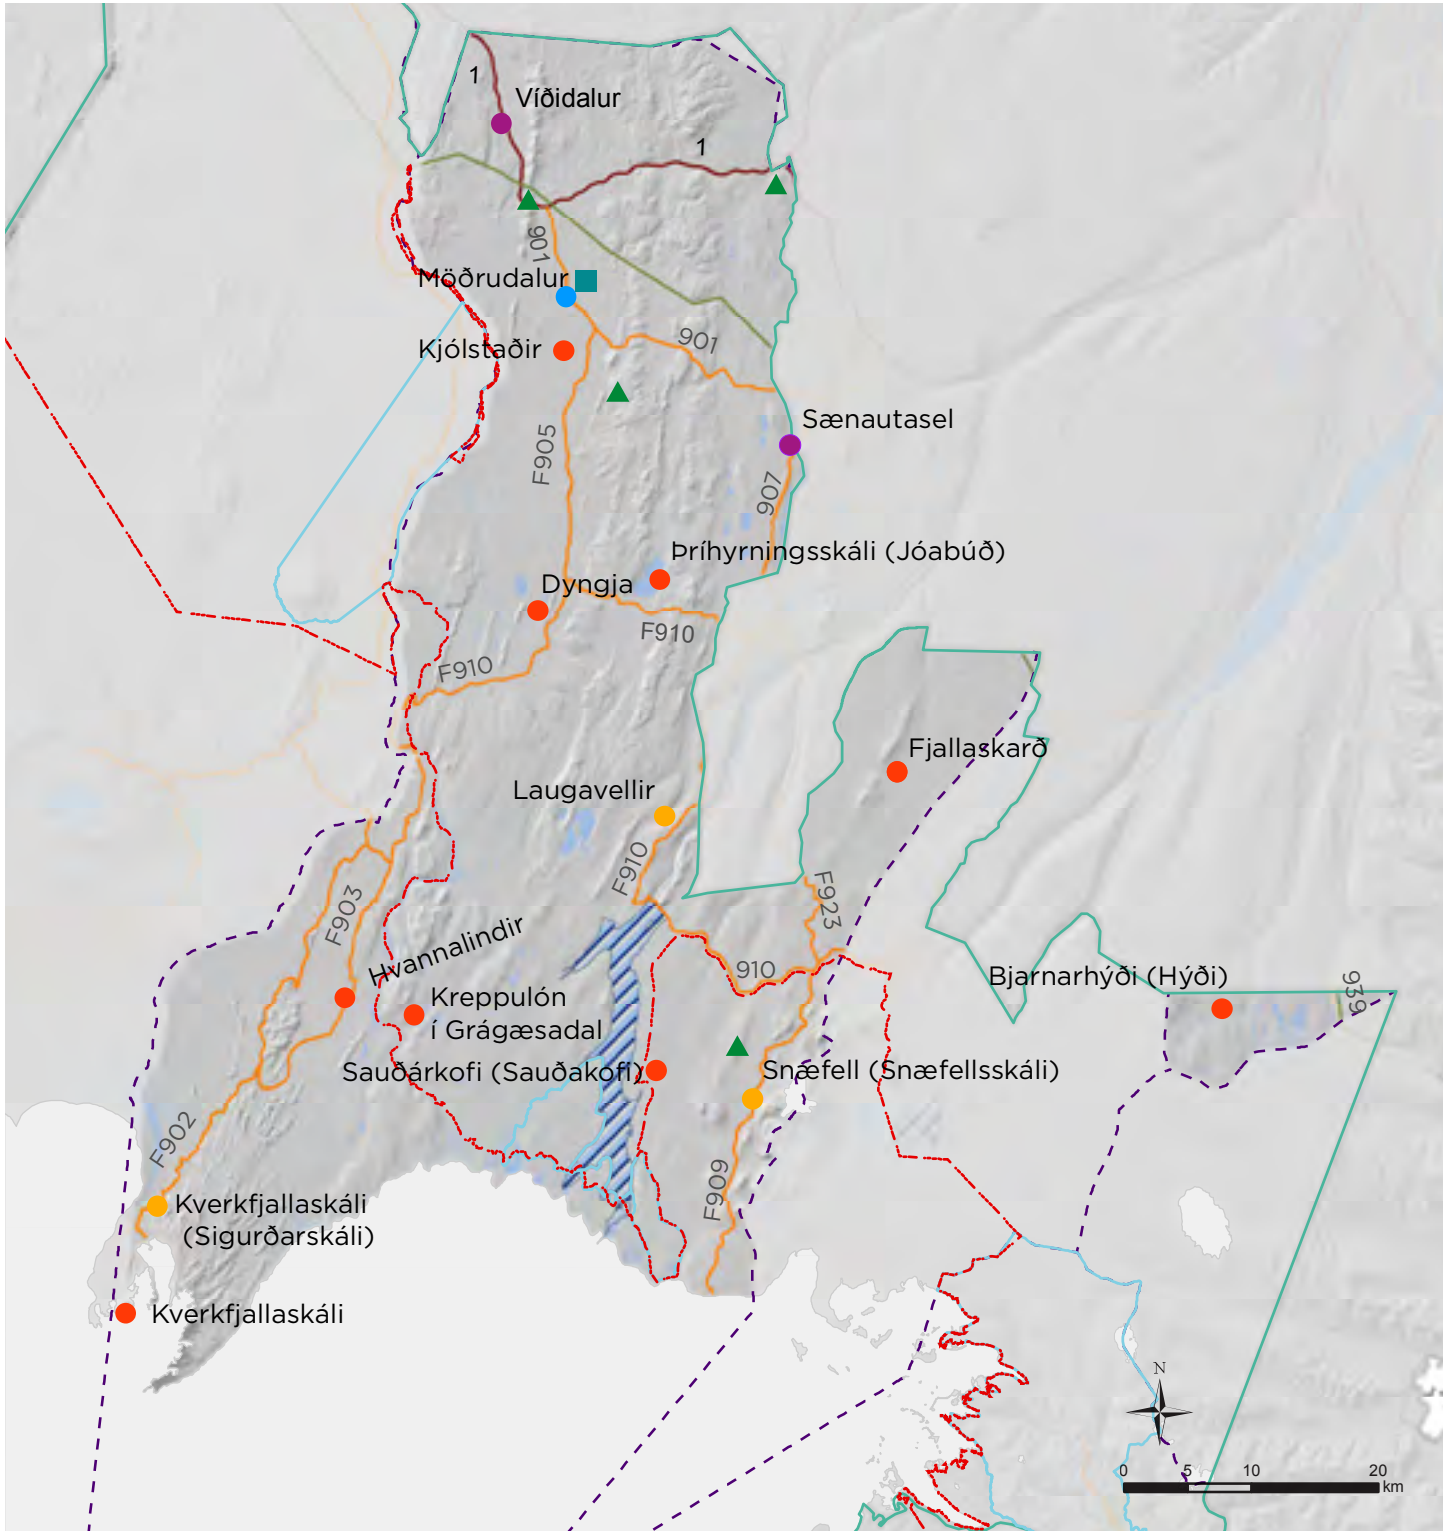 1
Víðidalur
1
901
Möðrudalur
901
Kjólstaðir
Sænautasel
F905
907
Þríhyrningsskáli (Jóabúð)
Dyngja
F910
F910
Fjallaskarð
Laugavellir
F910
F923
F903
Hvannalindir
910
Bjarnarhýði (Hýði)
939
Kreppulón
í Grágæsadal
Sauðárkofi (Sauðakofi)
Snæfell (Snæfellsskáli)
F902
F909
Kverkfjallaskáli
(Sigurðarskáli)
Kverkfjallaskáli
N
0 5 10 20
km